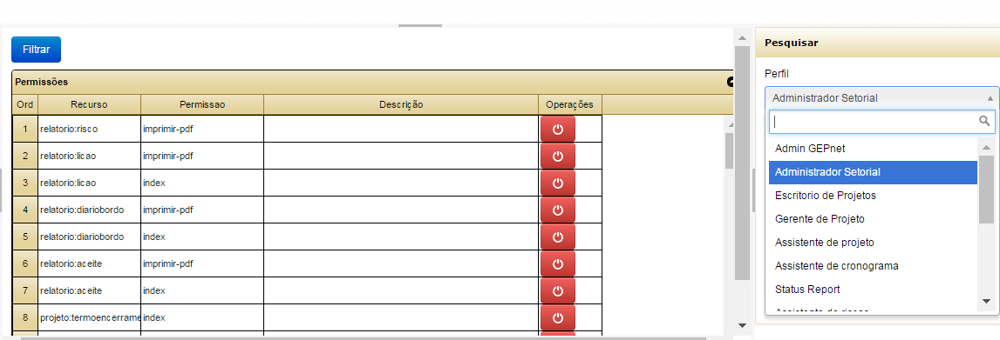 Filtrar
Permissões
Ord Recurso Permissao Descrição Operações
1 relatorio:risco imprimir-pdf
2 relatorio:licao imprimir-pdf
3 relatorio:licao index
4 relatorio:diariobordo imprimir-pdf
5 relatorio:diariobordo index
6 relatorio:aceite imprimir-pdf
7 relatorio:aceite index
8 projeto:termoencerrame index
Pesquisar
Perfil
Administrador Setorial
Admin GEPnet
Administrador Setorial
Escritorio de Projetos
Gerente de Projeto
Assistente de projeto
Assistente de cronograma
Status Report